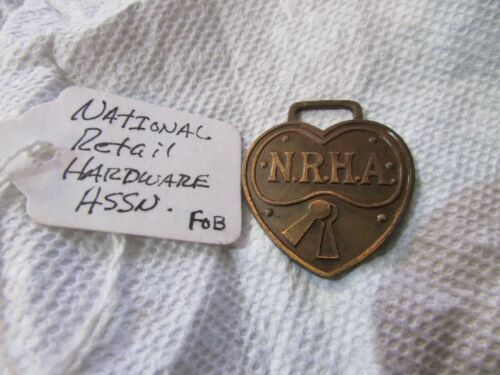 NATIONAL
Retail
HARDWARE
ASSN.
FOB
N.R.H.A.